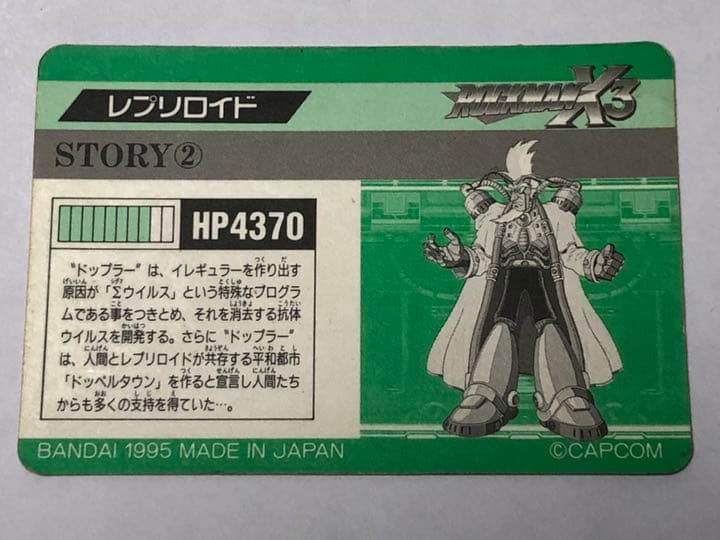 レプリロイド
ROCKMAN X3
STORY②
HP4370
〝ドップラー〟は、イレギュラーを作り出す
原因が「Σウイルス」という特殊なプログラ
ムである事をつきとめ、それを消去する抗体
ウイルスを開発する。さらに〝ドップラー〟
は、人間とレプリロイドが共存する平和都市
「ドッペルタウン」を作ると宣言し人間たち
からも多くの支持を得ていた…。
BANDAI 1995 MADE IN JAPAN
©CAPCOM